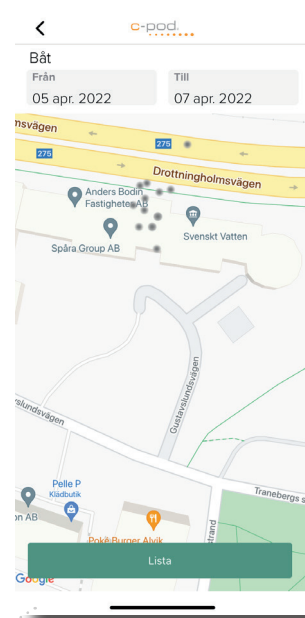 c-pod.
Båt
Från
05 apr. 2022
Till
07 apr. 2022
nsvägen
275
275
Drottningholmsvägen
Anders Bodin
Fastigheter AB
Svenskt Vatten
Spåra Group AB
Gustavslundsvägen
slundsvägen
Pelle P
Klädbutik
Tranebergs s
on AB
Poké Burger Alvik
strand
Lista
Google